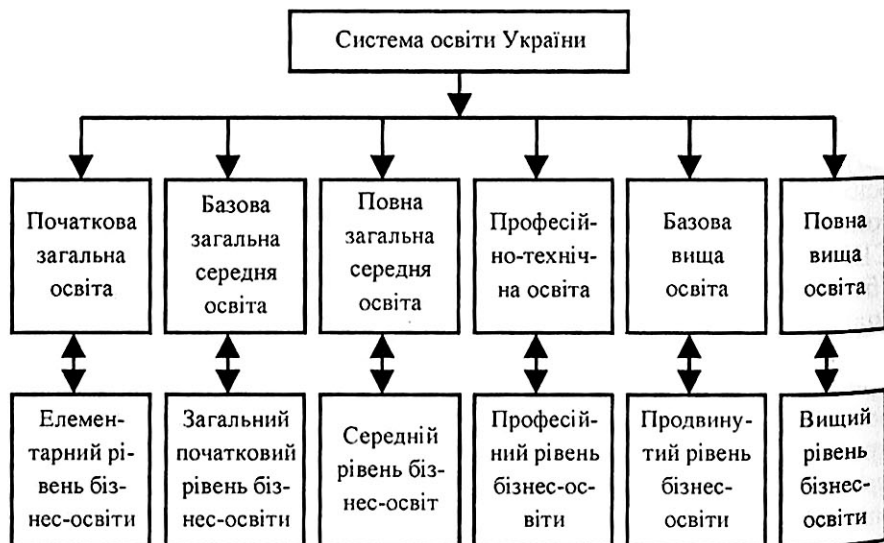 Система освіти України
Початкова
загальна
освіта
Базова
загальна
середня
освіта
Повна
загальна
середня
освіта
Професій-
но-техніч-
на освіта
Базова
вища
освіта
Повна
вища
освіта
Елемен-
тарний рі-
вень біз-
нес-освіти
Загальний
початковий
рівень біз-
нес-освіти
Середній
рівень біз-
нес-освіт
Професій-
ний рівень
бізнес-ос-
віти
Продвину-
тий рівень
бізнес-
освіти
Вищий
рівень
бізнес-
освіти